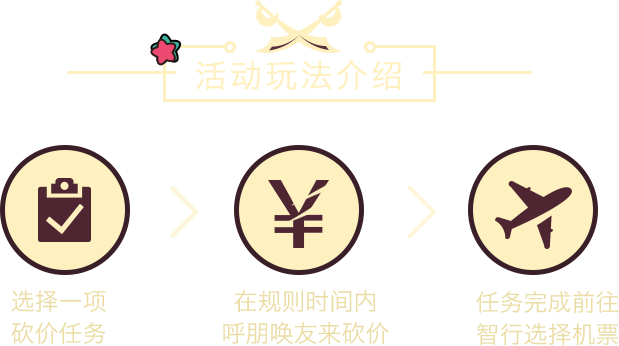 活动玩法介绍
选择一项
砍价任务
在规则时间内
呼朋唤友来砍价
任务完成前往
智行选择机票